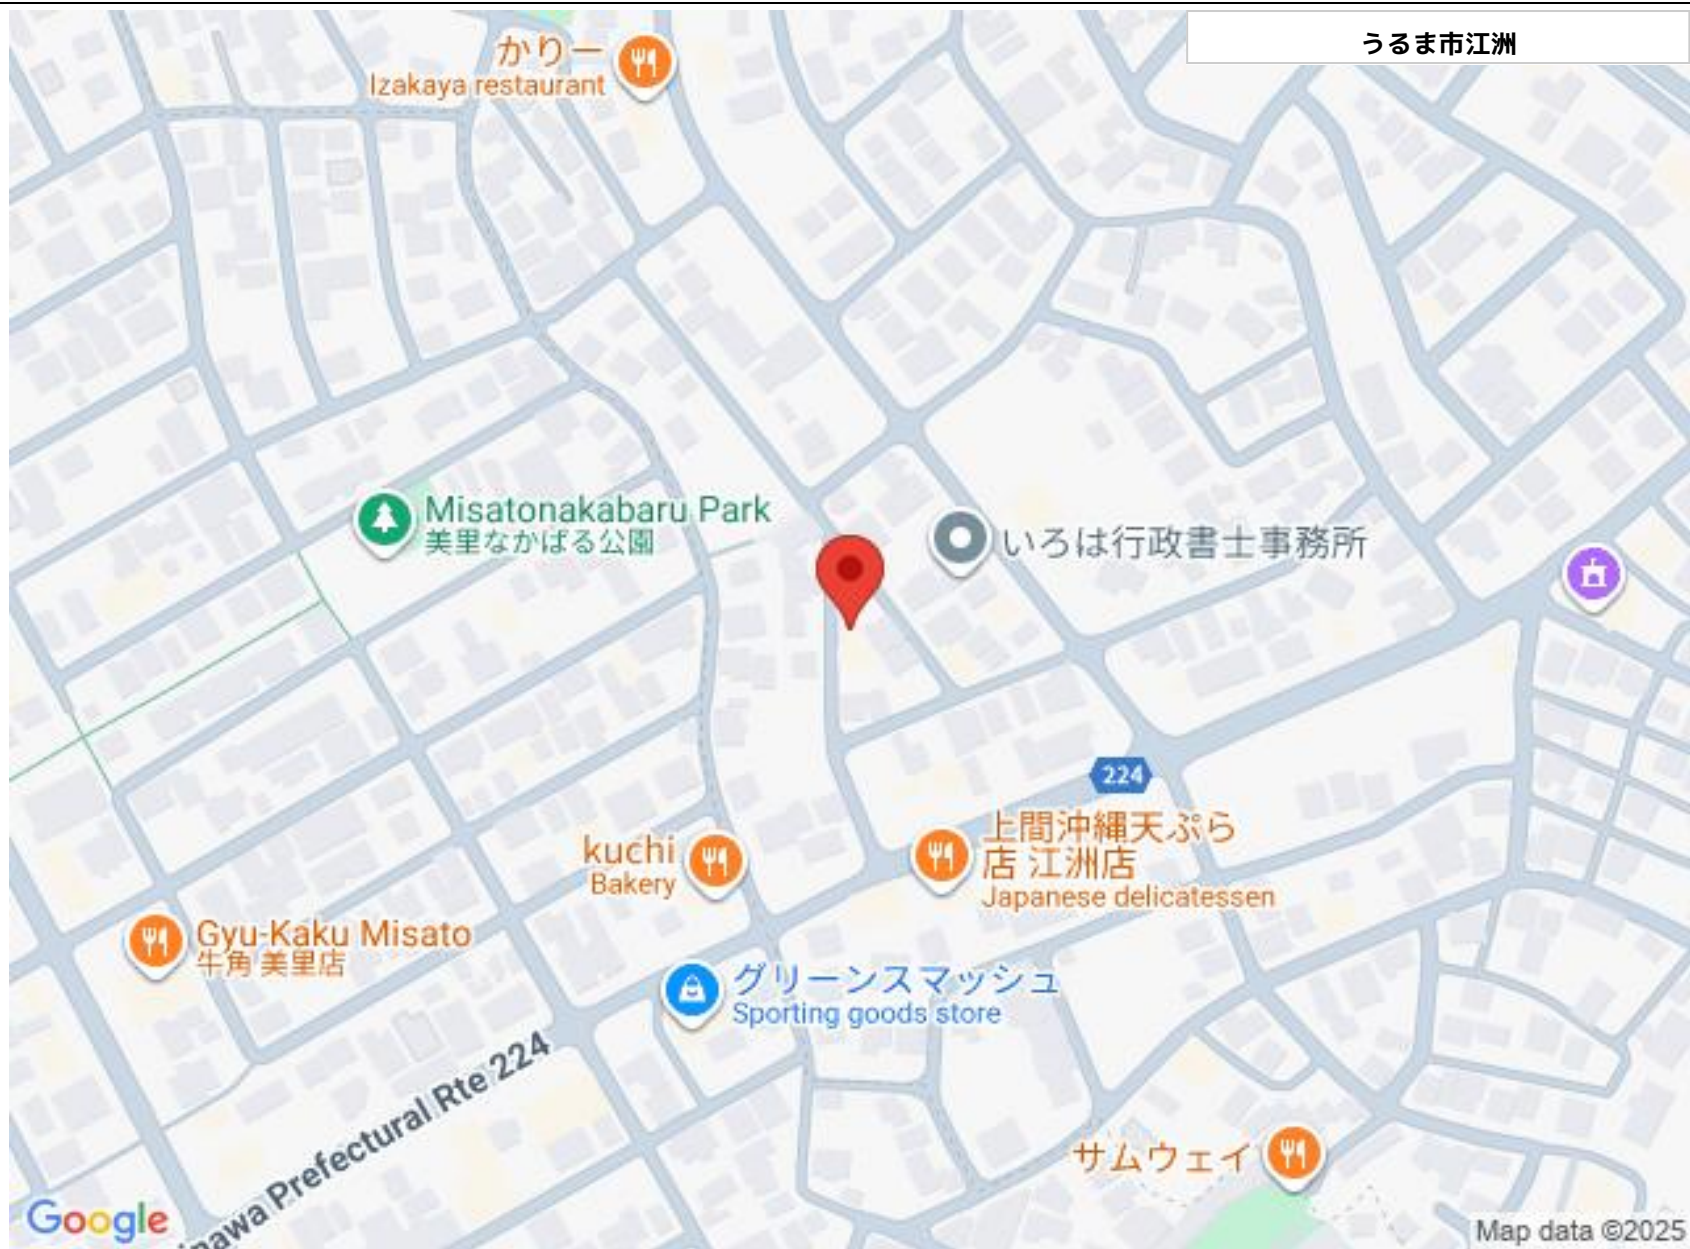 うるま市江洲
かりー
Izakaya restaurant
Misatonakabaru Park
美里なかばる公園
いろは行政書士事務所
224
上間沖縄天ぷら
店 江洲店
Japanese delicatessen
kuchi
Bakery
Gyu-Kaku Misato
牛角 美里店
グリーンスマッシュ
Sporting goods store
nawa Prefectural Rte 224
サムウェイ
Google
Map data ©2025